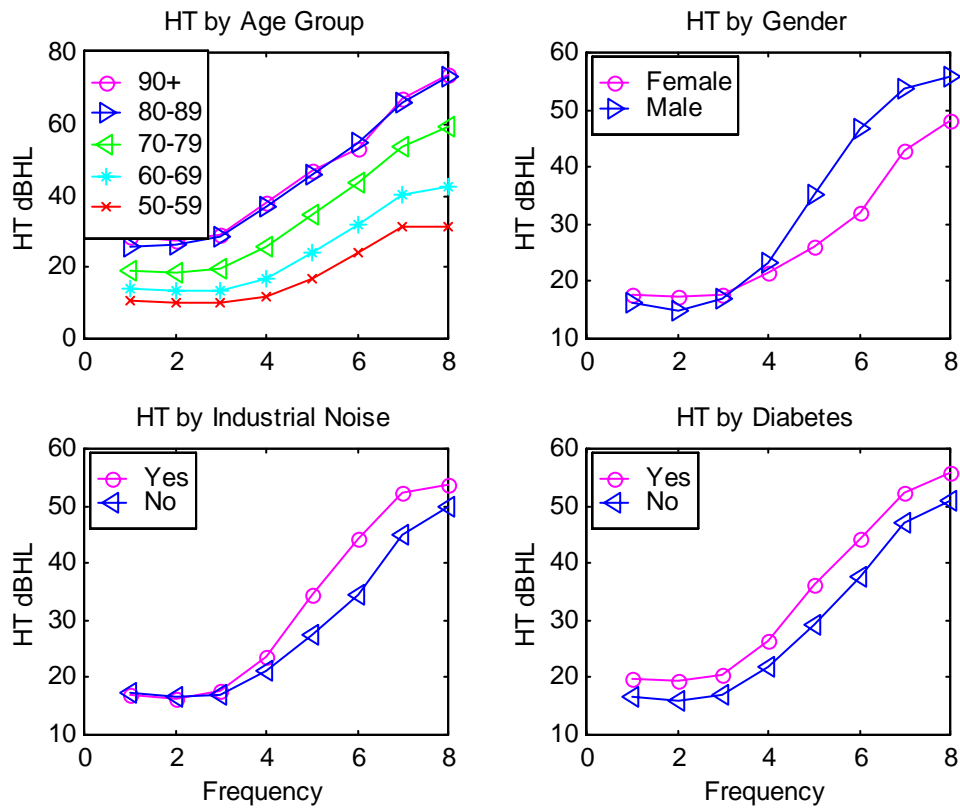 HT by Age Group
80
60
40
20
0
HT dBHL
90+
80-89
70-79
60-69
50-59
0 2 4 6 8
HT by Gender
60
50
40
30
20
10
HT dBHL
Female
Male
0 2 4 6 8
HT by Industrial Noise
60
50
40
30
20
10
HT dBHL
Yes
No
0 2 4 6 8
Frequency
HT by Diabetes
60
50
40
30
20
10
HT dBHL
Yes
No
0 2 4 6 8
Frequency